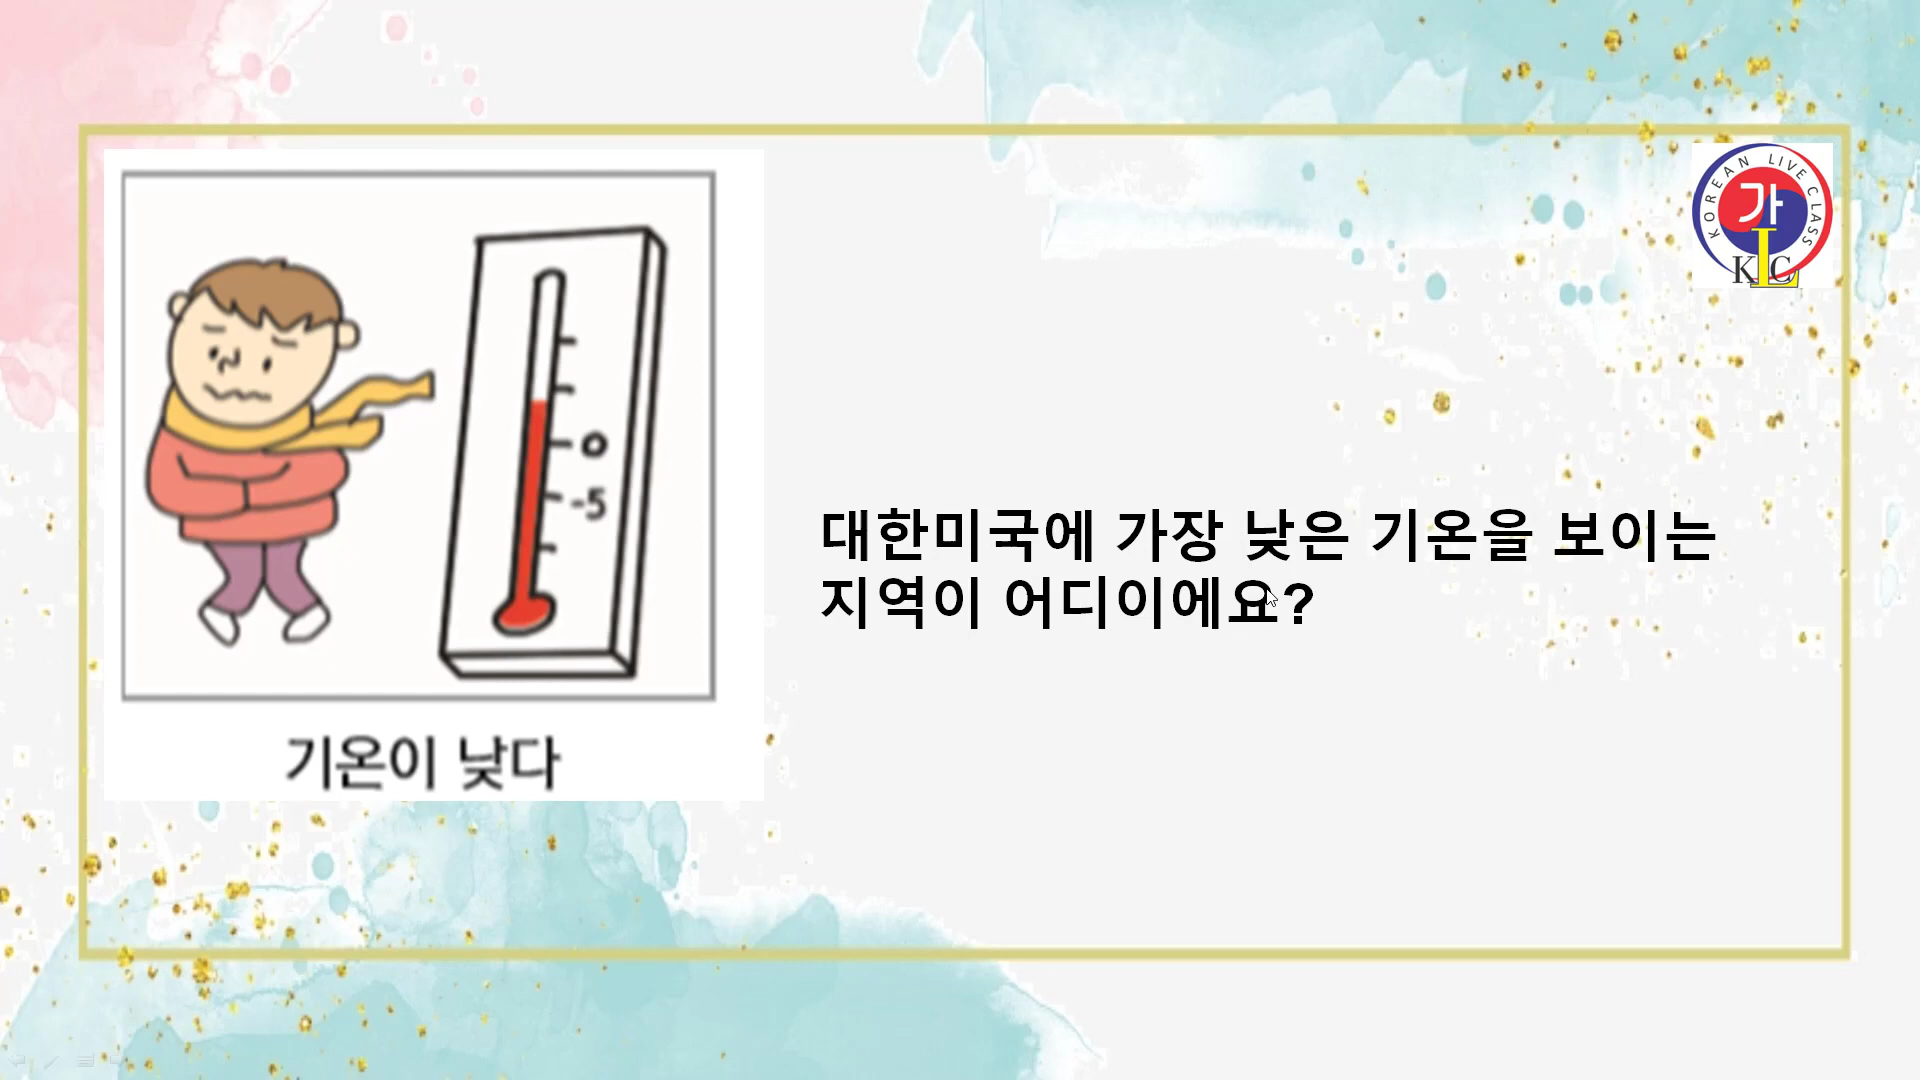 KOREAN LIVE CLASS
가
KLC
0
-5
대한미국에 가장 낮은 기온을 보이는
지역이 어디이에요?
기온이 낮다